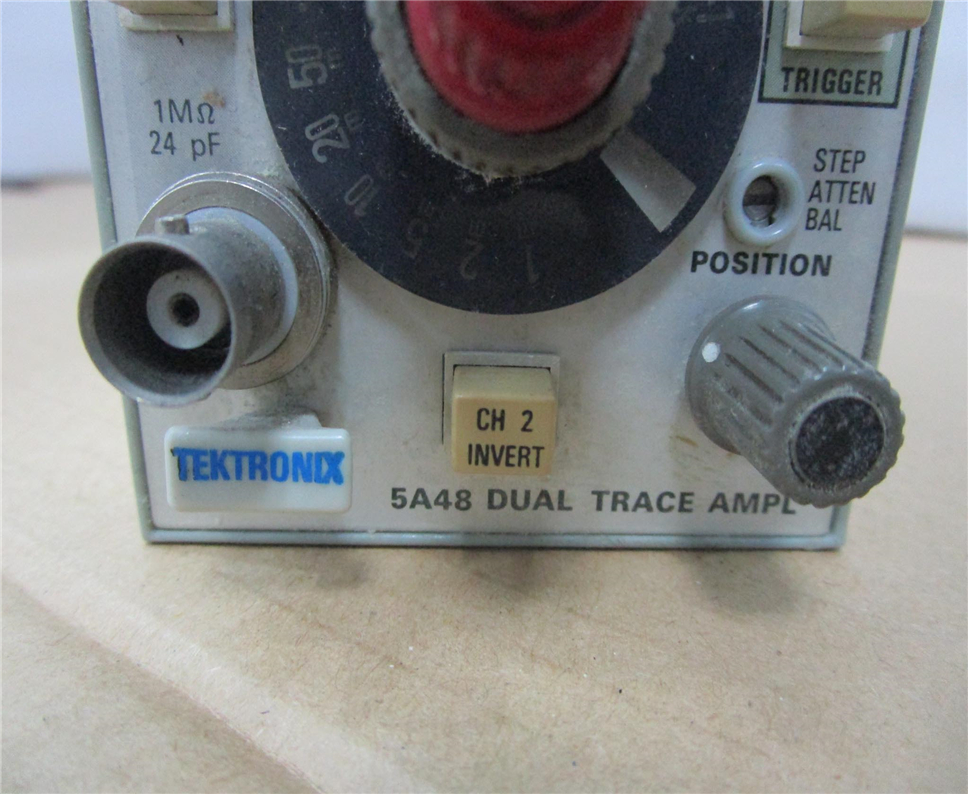 TRIGGER
1MΩ
24 pF
50
20
10
5
2
1
STEP
ATTEN
BAL
POSITION
CH 2
INVERT
TEKTRONIX
5A48 DUAL TRACE AMPL